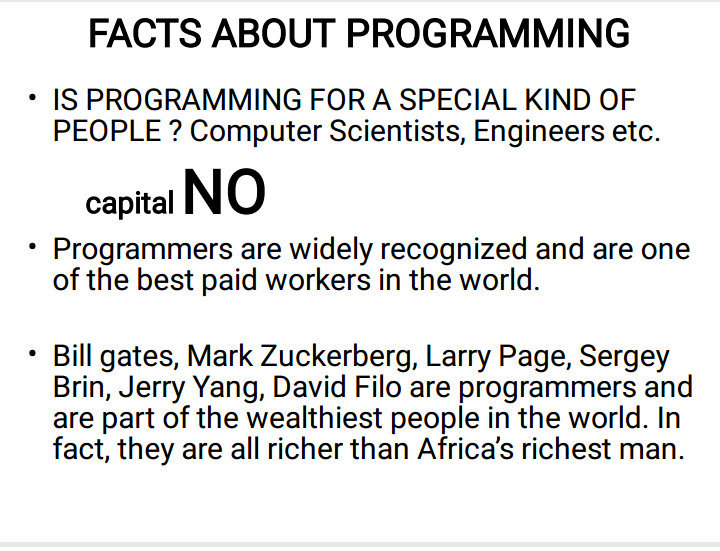 FACTS ABOUT PROGRAMMING
• IS PROGRAMMING FOR A SPECIAL KIND OF
PEOPLE ? Computer Scientists, Engineers etc.
capital NO
• Programmers are widely recognized and are one
of the best paid workers in the world.
• Bill gates, Mark Zuckerberg, Larry Page, Sergey
Brin, Jerry Yang, David Filo are programmers and
are part of the wealthiest people in the world. In
fact, they are all richer than Africa’s richest man.